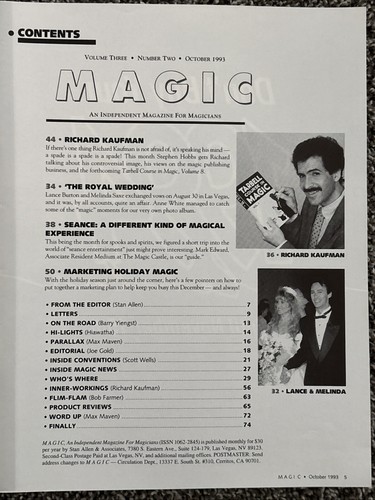 • CONTENTS
VOLUME THREE • NUMBER TWO • OCTOBER 1993
MAGIC
AN INDEPENDENT MAGAZINE FOR MAGICIANS
44 • RICHARD KAUFMAN
If there's one thing Richard Kaufman is not afraid of, it's speaking his mind —
a spade is a spade is a spade! This month Stephen Hobbs gets Richard
talking about his controversial image, his views on the magic publishing
business, and the forthcoming Tarbell Course in Magic, Volume 8.
34 • 'THE ROYAL WEDDING'
Lance Burton and Melinda Saxe exchanged vows on August 30 in Las Vegas,
and it was, by all accounts, quite an affair. Anne White managed to catch
some of the "magic" moments for our very own photo album.
38 • SEANCE: A DIFFERENT KIND OF MAGICAL
EXPERIENCE
This being the month for spooks and spirits, we figured a short trip into the
world of "seance entertainment" just might prove interesting. Mark Edward,
Associate Resident Medium at The Magic Castle, is our "guide."
50 • MARKETING HOLIDAY MAGIC
With the holiday season just around the corner, here's a few pointers on how to
put together a marketing plan to help keep you busy this December — and always!
• FROM THE EDITOR (Stan Allen) 7
• LETTERS 9
• ON THE ROAD (Barry Yiengst) 13
• HI-LIGHTS (Hiawatha) 14
• PARALLAX (Max Maven) 16
• EDITORIAL (Joe Gold) 18
• INSIDE CONVENTIONS (Scott Wells) 21
• INSIDE MAGIC NEWS 27
• WHO'S WHERE 29
• INNER-WORKINGS (Richard Kaufman) 56
• FLIM-FLAM (Bob Farmer) 63
• PRODUCT REVIEWS 65
• WORD UP (Max Maven) 72
• FINALLY 74
TARBELL
MAGIC
36 • RICHARD KAUFMAN
32 • LANCE & MELINDA
MAGIC, An Independent Magazine For Magicians (ISSN 1062-2845) is published monthly for $30
per year by Stan Allen & Associates, 7380 S. Eastern Ave., Suite 124-179, Las Vegas, NV 89123.
Second-Class Postage Paid at Las Vegas, NV, and additional mailing offices. POSTMASTER: Send
address changes to MAGIC — Circulation Dept., 13337 E. South St. #310, Cerritos, CA 90701.
MAGIC • October 1993 5